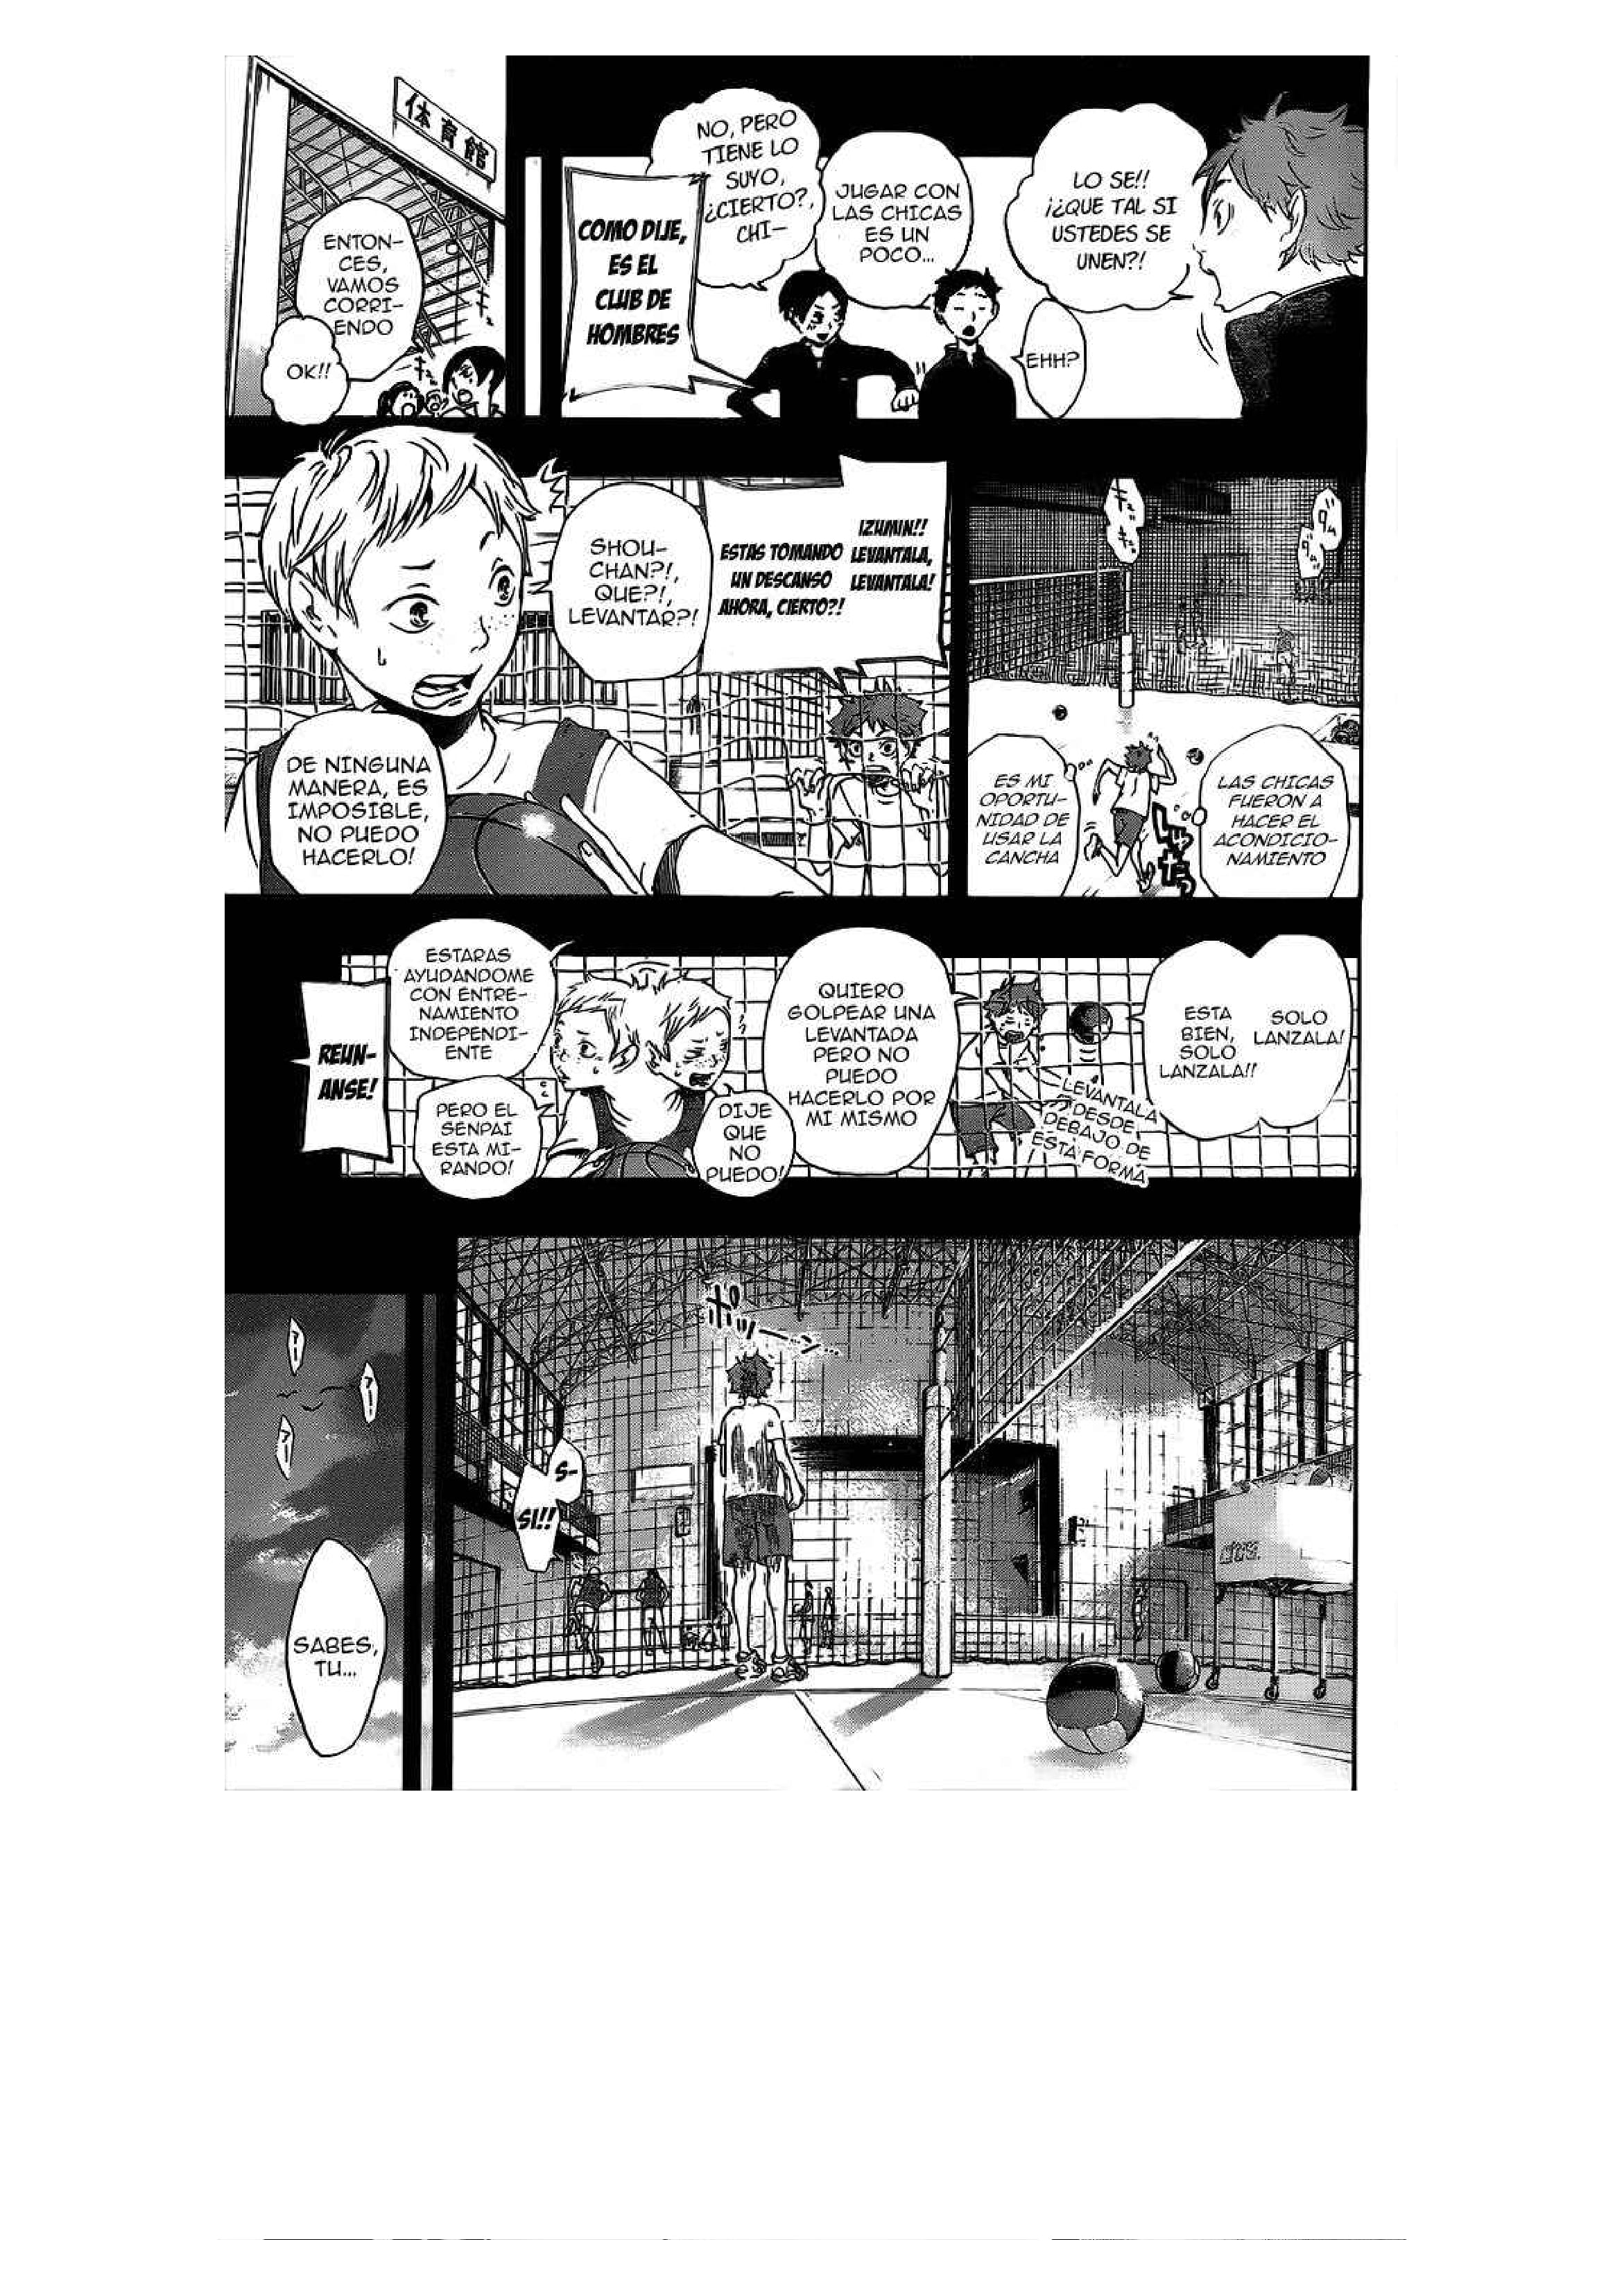 LO SE!!
¡¿QUE TAL SI
USTEDES SE
UNEN?!
EHH?
JUGAR CON
LAS CHICAS
ES UN
POCO...
NO, PERO
TIENE LO
SUYO,
¿CIERTO?,
CHI-
COMO DIJE,
ES EL
CLUB DE
HOMBRES
体育館
ENTON-
CES,
VAMOS
CORRI-
ENDO
OK!!
LAS CHICAS
FUERON A
HACER EL
ACONDICIO-
NAMIENTO
ES MI
OPORTU-
NIDAD DE
USAR LA
CANCHA
IZUMIN!!
LEVANTALA,
LEVANTALA!
ESTAS TOMANDO
UN DESCANSO
AHORA, CIERTO?!
SHOU-
CHAN?!,
QUE?!,
LEVANTAR?!
DE NINGUNA
MANERA, ES
IMPOSIBLE,
NO PUEDO
HACERLO!
SOLO
LANZALA!
ESTA
BIEN,
SOLO
LANZALA!!
LEVANTALA
DESDE
DEBAJO DE
ESTA FORMA
QUIERO
GOLPEAR UNA
LEVANTADA
PERO NO
PUEDO
HACERLO POR
MI MISMO
DIJE
QUE
NO
PUEDO!
ESTARAS
AYUDANDOME
CON ENTRE-
NAMIENTO
INDEPENDI-
ENTE
PERO EL
SENPAI
ESTA MI-
RANDO!
REUN-
ANSE!
ポツーン...
S-
SI!!
SABES,
TU...